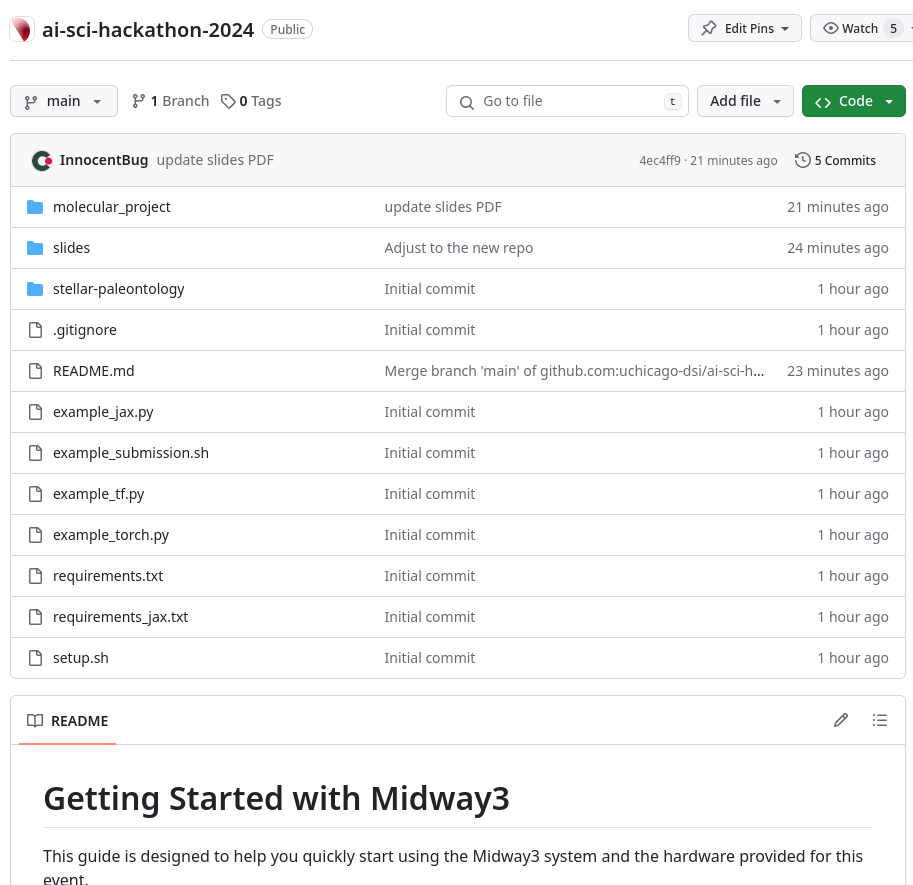 ai-sci-hackathon-2024 Public Edit Pins Watch 5
main 1 Branch 0 Tags Go to file t Add file Code
InnocentBug update slides PDF 4ec4ff9 · 21 minutes ago 5 Commits
molecular_project update slides PDF 21 minutes ago
slides Adjust to the new repo 24 minutes ago
stellar-paleontology Initial commit 1 hour ago
.gitignore Initial commit 1 hour ago
README.md Merge branch 'main' of github.com:uchicago-dsi/ai-sci-h... 23 minutes ago
example_jax.py Initial commit 1 hour ago
example_submission.sh Initial commit 1 hour ago
example_tf.py Initial commit 1 hour ago
example_torch.py Initial commit 1 hour ago
requirements.txt Initial commit 1 hour ago
requirements_jax.txt Initial commit 1 hour ago
setup.sh Initial commit 1 hour ago
README
Getting Started with Midway3
This guide is designed to help you quickly start using the Midway3 system and the hardware provided for this
event.